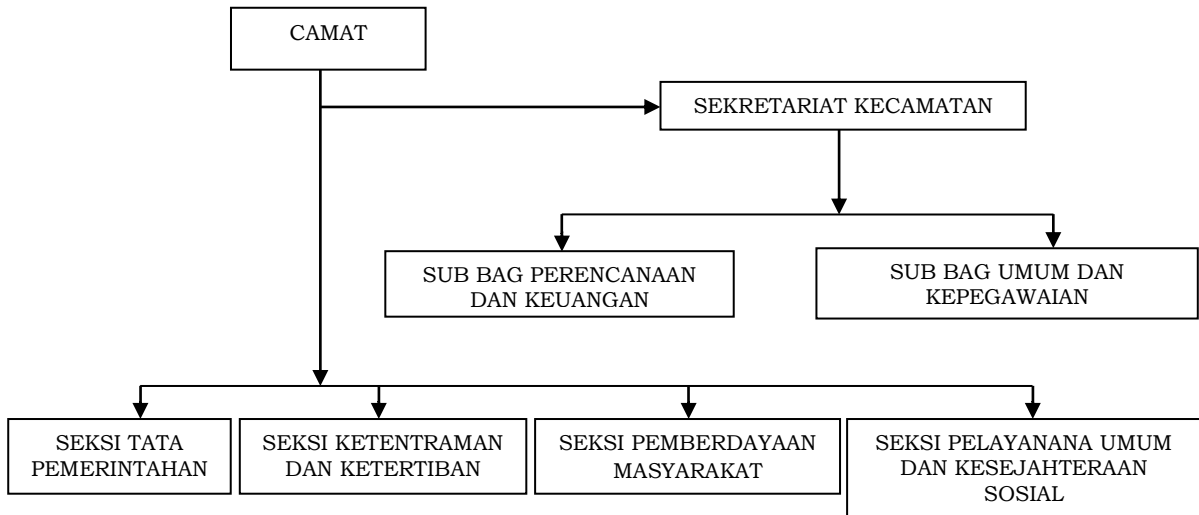 CAMAT
SEKRETARIAT KECAMATAN
SUB BAG PERENCANAAN
DAN KEUANGAN
SUB BAG UMUM DAN
KEPEGAWAIAN
SEKSI TATA
PEMERINTAHAN
SEKSI KETENTRAMAN
DAN KETERTIBAN
SEKSI PEMBERDAYAAN
MASYARAKAT
SEKSI PELAYANANA UMUM
DAN KESEJAHTERAAN
SOSIAL